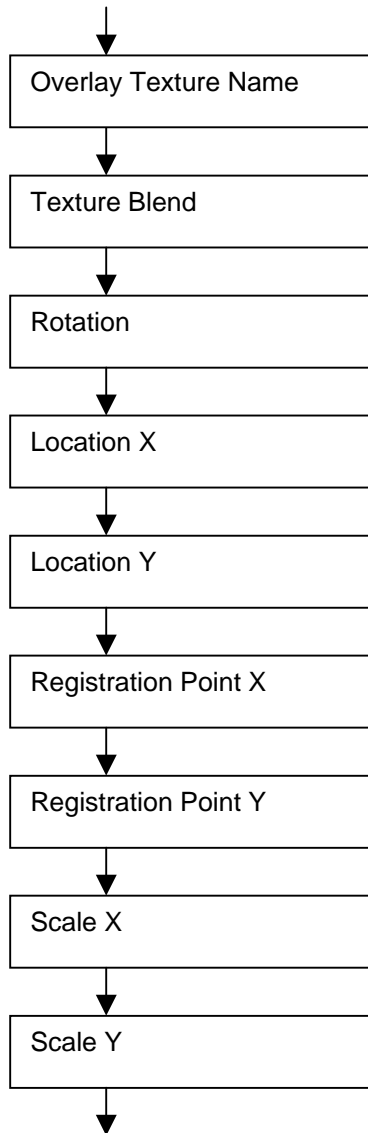 Overlay Texture Name
Texture Blend
Rotation
Location X
Location Y
Registration Point X
Registration Point Y
Scale X
Scale Y